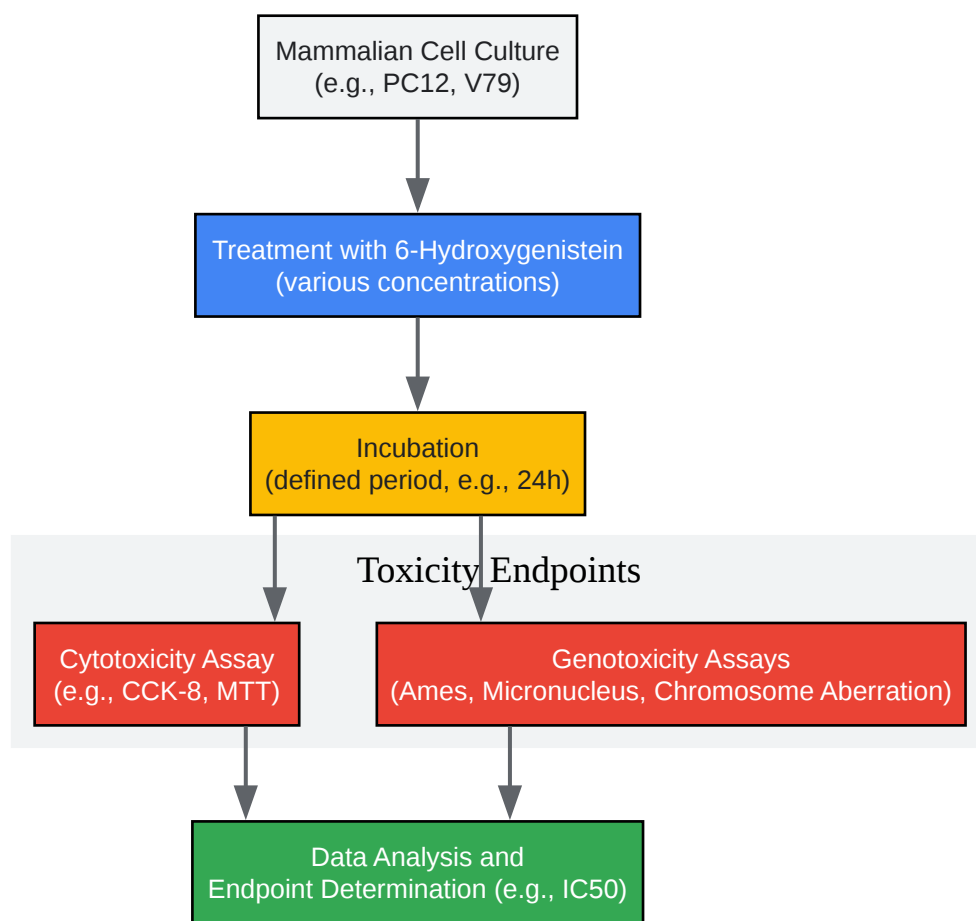 Mammalian Cell Culture
(e.g., PC12, V79)
Treatment with 6-Hydroxygenistein
(various concentrations)
Incubation
(defined period, e.g., 24h)
Toxicity Endpoints
Cytotoxicity Assay
(e.g., CCK-8, MTT)
Genotoxicity Assays
(Ames, Micronucleus, Chromosome Aberration)
Data Analysis and
Endpoint Determination (e.g., IC50)